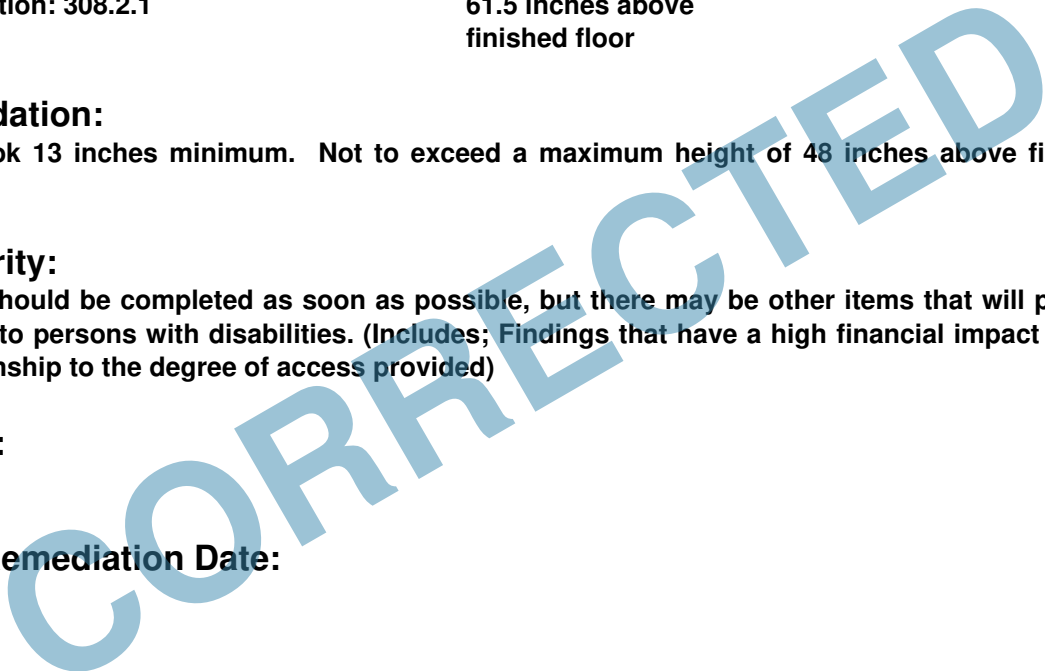 tion: 308.2.1 61.5 inches above
finished floor
dation:
ok 13 inches minimum. Not to exceed a maximum height of 48 inches above fi
rity:
hould be completed as soon as possible, but there may be other items that will p
to persons with disabilities. (Includes; Findings that have a high financial impact
nship to the degree of access provided)
:
emediation Date:
CORRECTED